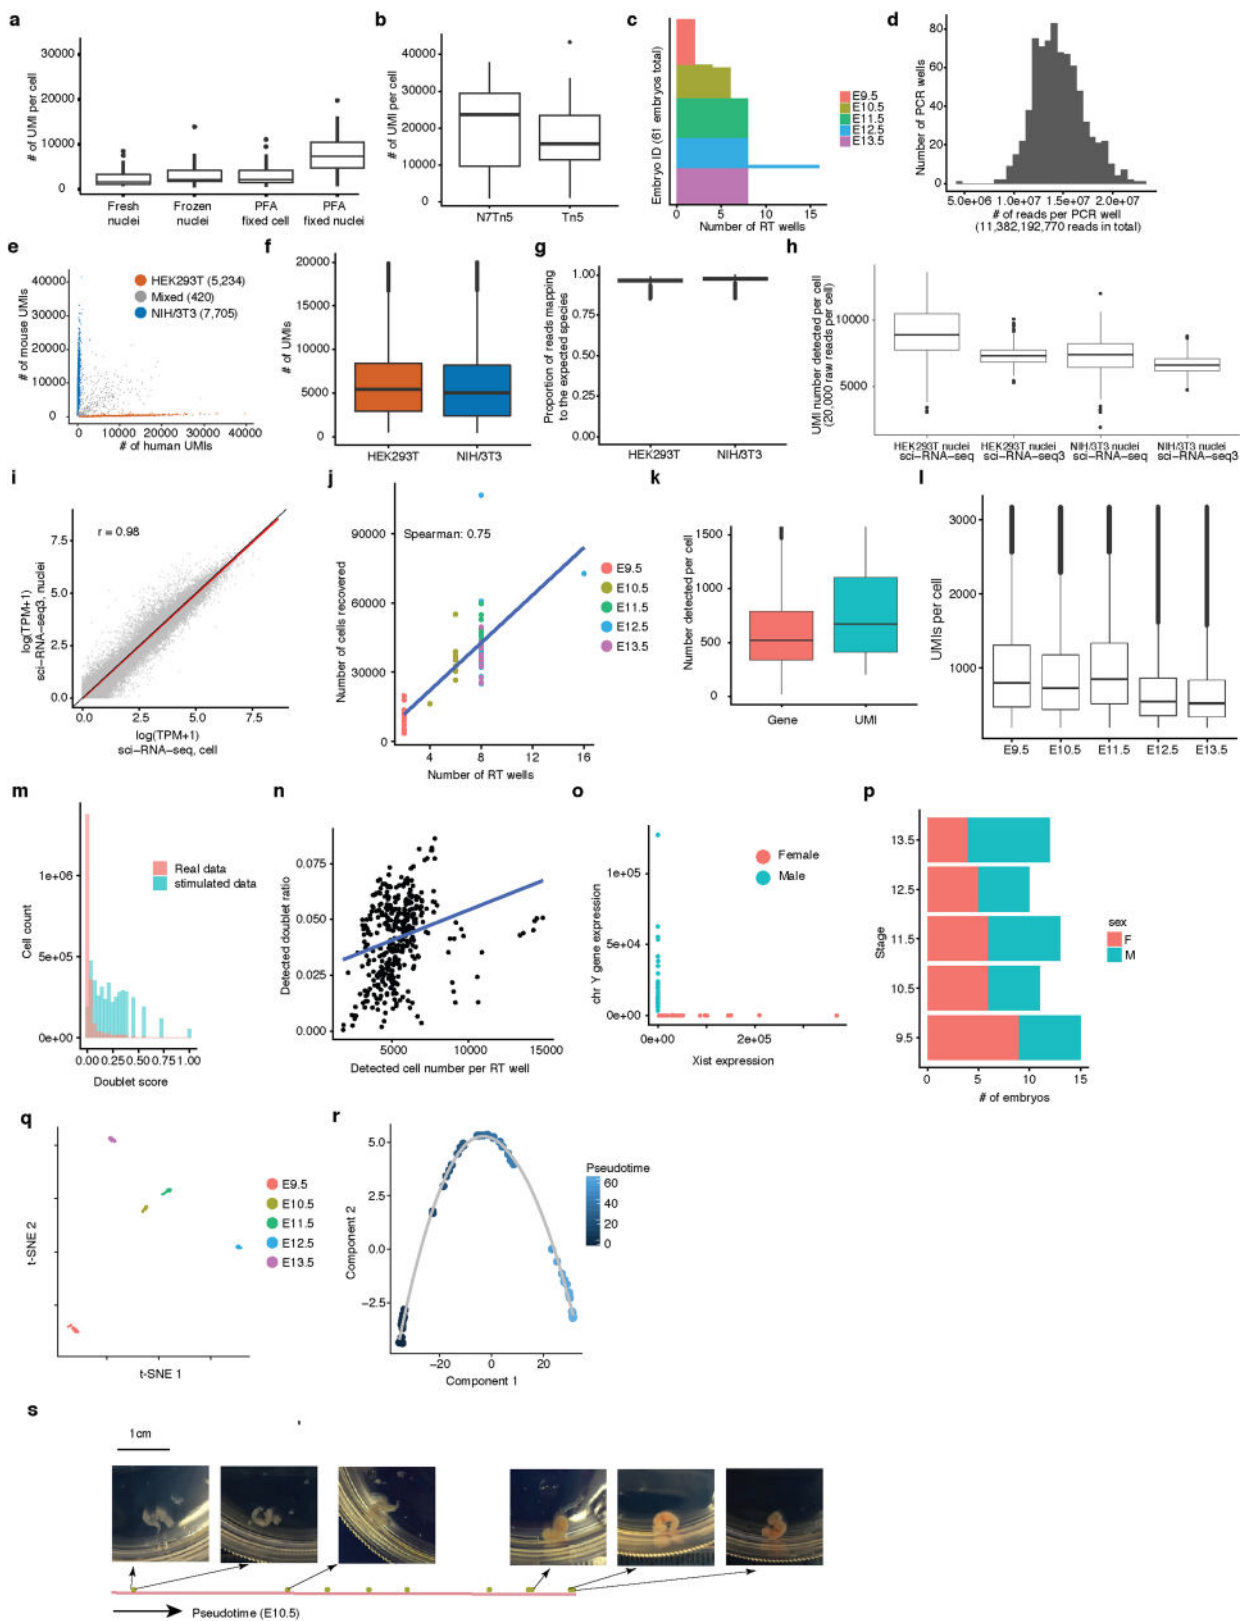 a
# of UMI per cell
30000
20000
10000
0
Fresh nuclei
Frozen nuclei
PFA fixed cell
PFA fixed nuclei
b
# of UMI per cell
40000
30000
20000
10000
0
N7Tn5
Tn5
c
Embryo ID (61 embryos total)
0
5
10
15
Number of RT wells
E9.5
E10.5
E11.5
E12.5
E13.5
d
Number of PCR wells
80
60
40
20
0
5.0e+06
1.0e+07
1.5e+07
2.0e+07
# of reads per PCR well
(11,382,192,770 reads in total)
e
# of mouse UMIs
40000
30000
20000
10000
0
HEK293T (5,234)
Mixed (420)
NIH/3T3 (7,705)
0
10000
20000
30000
40000
# of human UMIs
f
# of UMIs
20000
15000
10000
5000
0
HEK293T
NIH/3T3
g
Proportion of reads mapping
to the expected species
1.00
0.75
0.50
0.25
0.00
HEK293T
NIH/3T3
h
UMI number detected per cell
(20,000 raw reads per cell)
10000
5000
HEK293T nuclei
sci-RNA-seq
HEK293T nuclei
sci-RNA-seq3
NIH/3T3 nuclei
sci-RNA-seq
NIH/3T3 nuclei
sci-RNA-seq3
i
r = 0.98
log(TPM+1)
sci-RNA-seq3, nuclei
7.5
5.0
2.5
0.0
0.0
2.5
5.0
7.5
log(TPM+1)
sci-RNA-seq, cell
j
Spearman: 0.75
Number of cells recovered
90000
60000
30000
0
4
8
12
16
Number of RT wells
E9.5
E10.5
E11.5
E12.5
E13.5
k
Number detected per cell
1500
1000
500
0
Gene
UMI
l
UMIs per cell
3000
2000
1000
E9.5
E10.5
E11.5
E12.5
E13.5
m
Cell count
1e+06
5e+05
0e+00
Real data
stimulated data
0.00
0.25
0.50
0.75
1.00
Doublet score
n
Detected doublet ratio
0.075
0.050
0.025
0.000
5000
10000
15000
Detected cell number per RT well
o
chr Y gene expression
1e+05
5e+04
0e+00
Female
Male
0e+00
2e+05
Xist expression
p
Stage
13.5
12.5
11.5
10.5
9.5
0
5
10
15
# of embryos
sex
F
M
q
t-SNE 2
t-SNE 1
E9.5
E10.5
E11.5
E12.5
E13.5
r
Component 2
5.0
2.5
0.0
-2.5
-20
0
20
Component 1
Pseudotime
60
40
20
0
s
1cm
Pseudotime (E10.5)